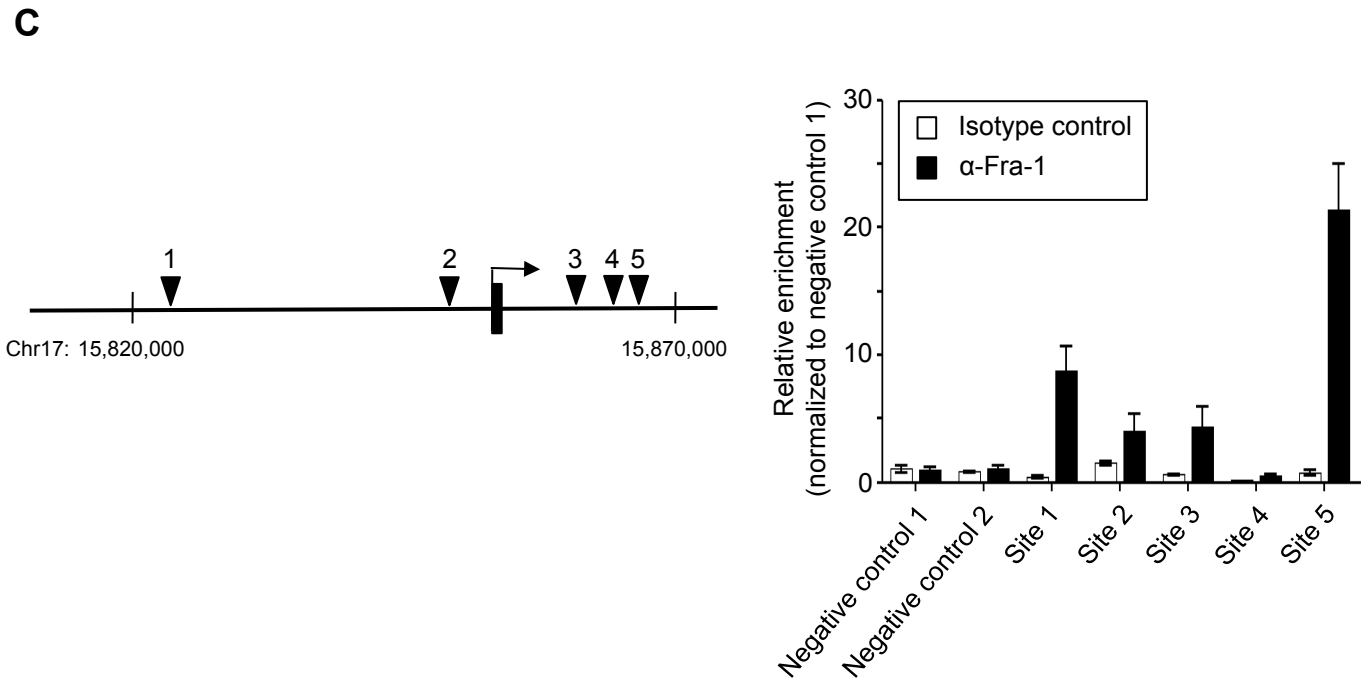 C
1
2
3
4
5
Chr17: 15,820,000
15,870,000
Relative enrichment
(normalized to negative control 1)
30
20
10
0
Isotype control
α-Fra-1
Negative control 1
Negative control 2
Site 1
Site 2
Site 3
Site 4
Site 5